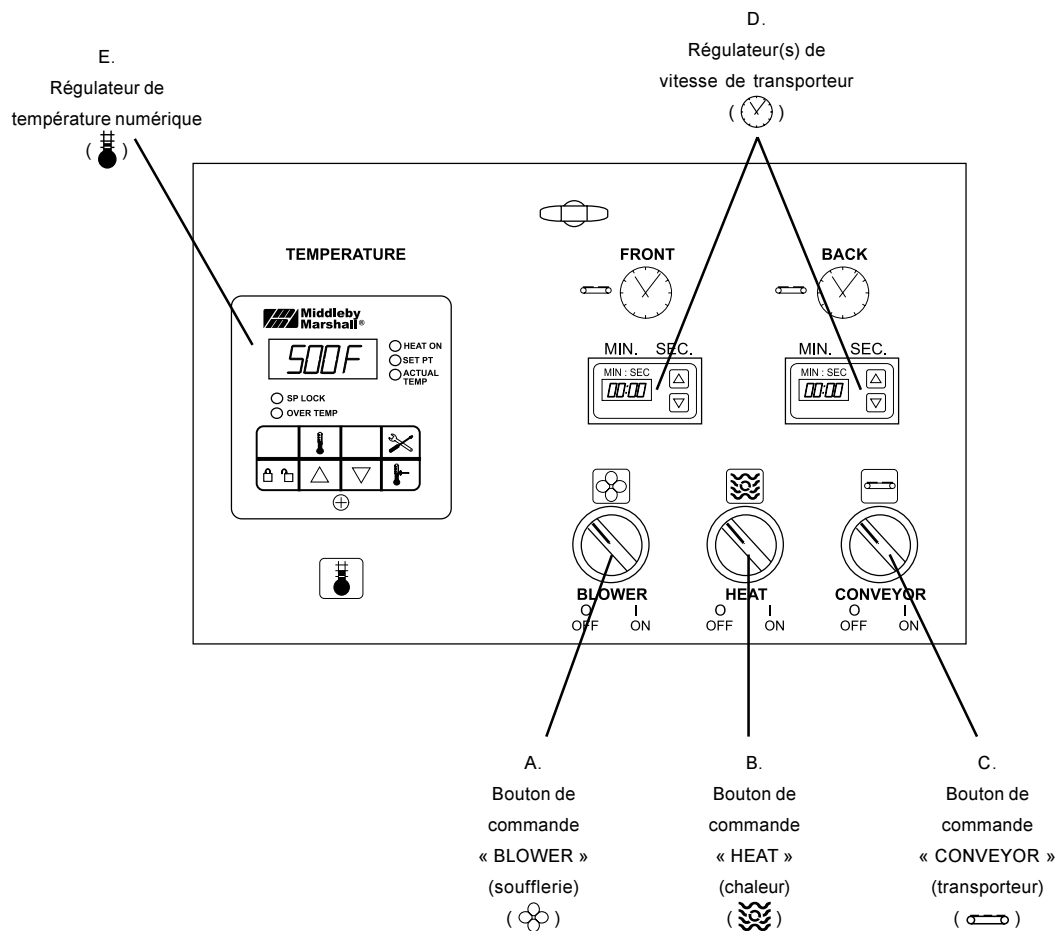 D.
Régulateur(s) de
vitesse de transporteur
( )
E.
Régulateur de
température numérique
( )
TEMPERATURE
FRONT
BACK
Middleby
Marshall®
500F
HEAT ON
SET PT
ACTUAL
TEMP
SP LOCK
OVER TEMP
MIN. SEC.
MIN : SEC
00:00
MIN. SEC.
MIN : SEC
00:00
BLOWER
O I
OFF ON
HEAT
O I
OFF ON
CONVEYOR
O I
OFF ON
A.
Bouton de
commande
« BLOWER »
(soufflerie)
( )
B.
Bouton de
commande
« HEAT »
(chaleur)
( )
C.
Bouton de
commande
« CONVEYOR »
(transporteur)
( )